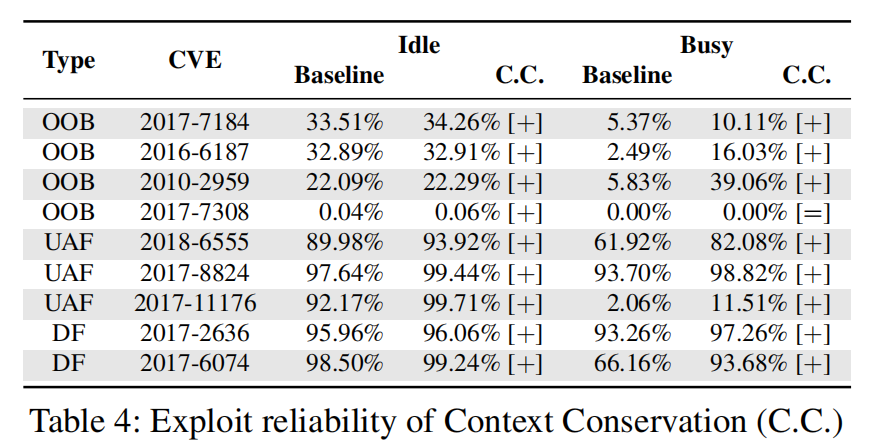 Type CVE Idle Busy
Baseline C.C. Baseline C.C.
OOB 2017-7184 33.51% 34.26% [+] 5.37% 10.11% [+]
OOB 2016-6187 32.89% 32.91% [+] 2.49% 16.03% [+]
OOB 2010-2959 22.09% 22.29% [+] 5.83% 39.06% [+]
OOB 2017-7308 0.04% 0.06% [+] 0.00% 0.00% [=]
UAF 2018-6555 89.98% 93.92% [+] 61.92% 82.08% [+]
UAF 2017-8824 97.64% 99.44% [+] 93.70% 98.82% [+]
UAF 2017-11176 92.17% 99.71% [+] 2.06% 11.51% [+]
DF 2017-2636 95.96% 96.06% [+] 93.26% 97.26% [+]
DF 2017-6074 98.50% 99.24% [+] 66.16% 93.68% [+]
Table 4: Exploit reliability of Context Conservation (C.C.)